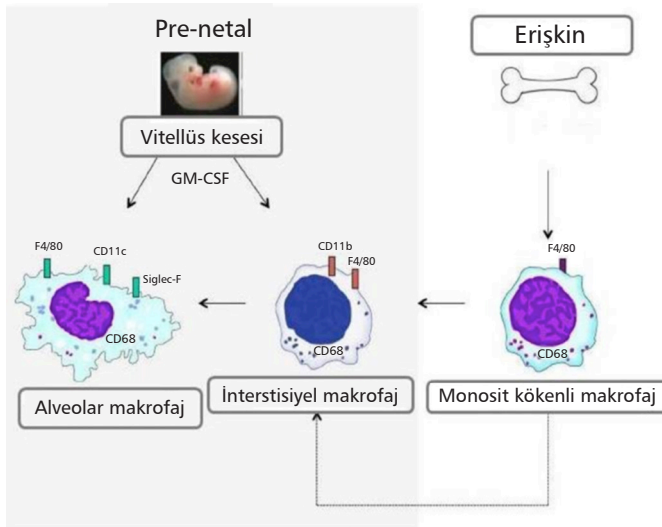 Pre-netal
Erişkin
Vitellüs kesesi
GM-CSF
F4/80
CD11c
Siglec-F
CD68
CD11b
F4/80
CD68
F4/80
CD68
Alveolar makrofaj
İnterstisiyel makrofaj
Monosit kökenli makrofaj